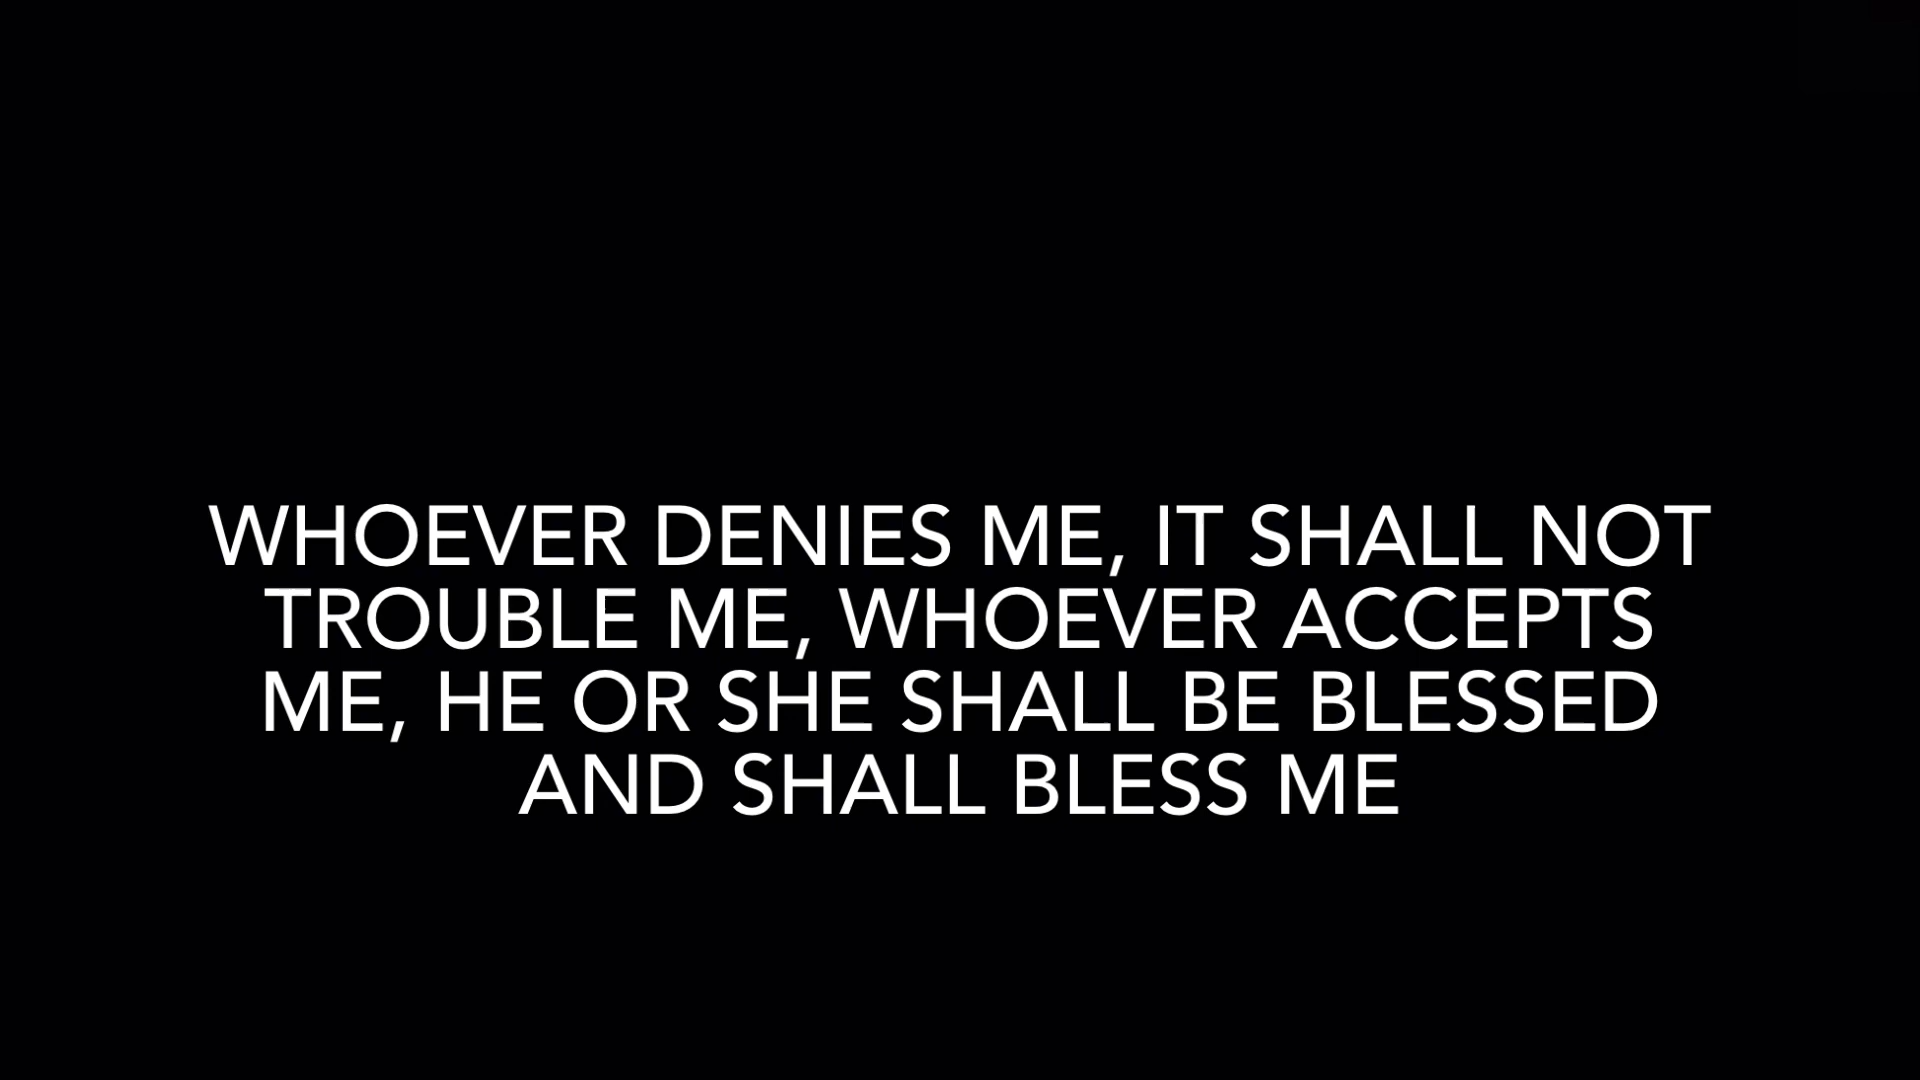 WHOEVER DENIES ME, IT SHALL NOT
TROUBLE ME, WHOEVER ACCEPTS
ME, HE OR SHE SHALL BE BLESSED
AND SHALL BLESS ME